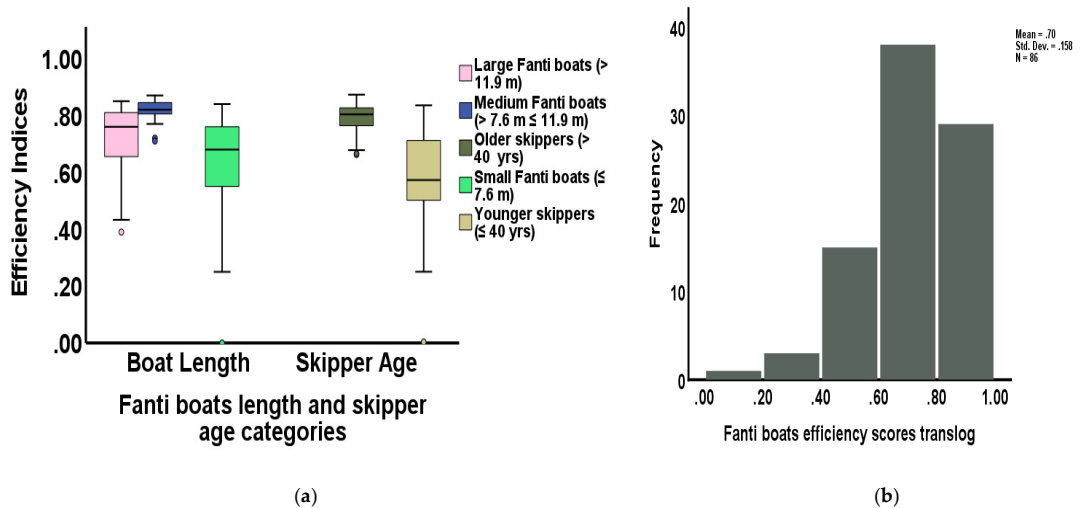 1.00
.80
.60
.40
.20
.00
Efficiency Indices
Boat Length
Skipper Age
Fanti boats length and skipper
age categories
Large Fanti boats (>
11.9 m)
Medium Fanti boats
(> 7.6 m ≤ 11.9 m)
Older skippers (>
40 yrs)
Small Fanti boats (≤
7.6 m)
Younger skippers
(≤ 40 yrs)
(a)
40
30
20
10
0
Frequency
.00 .20 .40 .60 .80 1.00
Fanti boats efficiency scores translog
Mean = .70
Std. Dev. = .158
N = 86
(b)